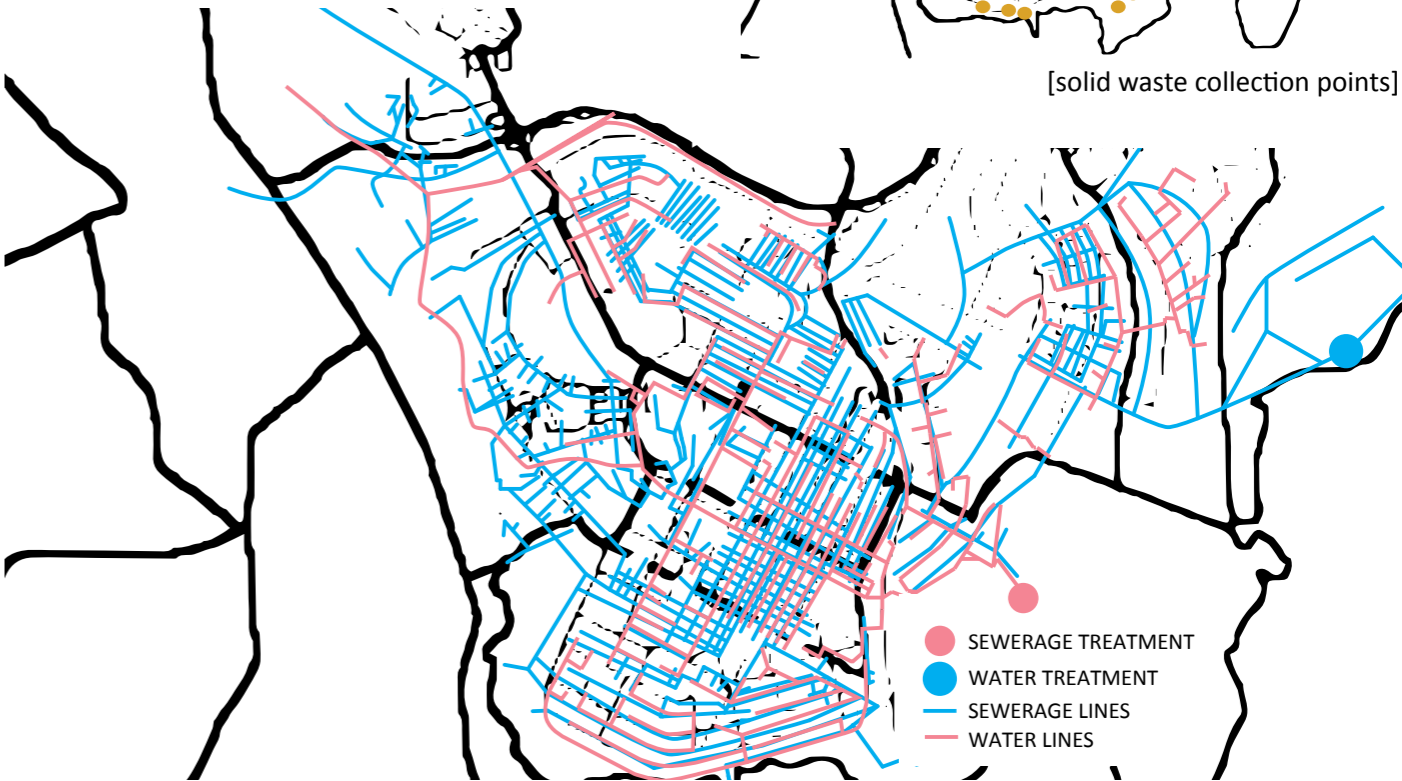 [solid waste collection points]
SEWERAGE TREATMENT
WATER TREATMENT
SEWERAGE LINES
WATER LINES